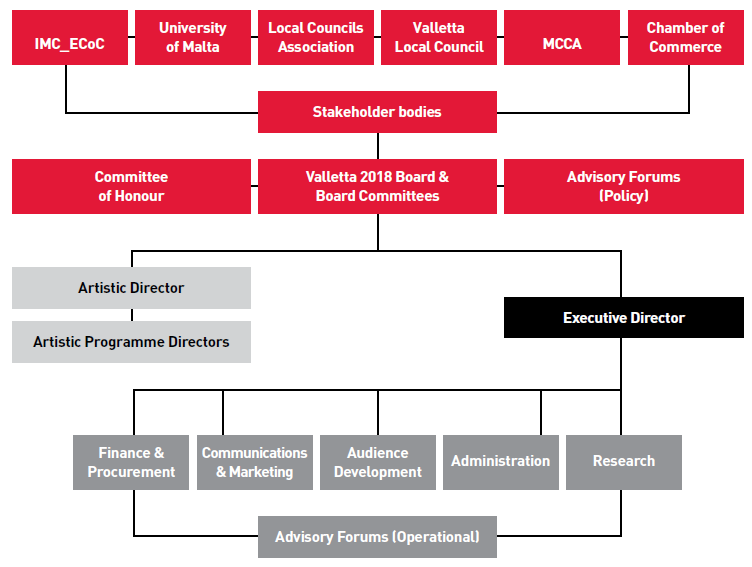 IMC_ECoC
University
of Malta
Local Councils
Association
Valletta
Local Council
MCCA
Chamber of
Commerce
Stakeholder bodies
Committee
of Honour
Valletta 2018 Board &
Board Committees
Advisory Forums
(Policy)
Artistic Director
Executive Director
Artistic Programme Directors
Finance &
Procurement
Communications
& Marketing
Audience
Development
Administration
Research
Advisory Forums (Operational)